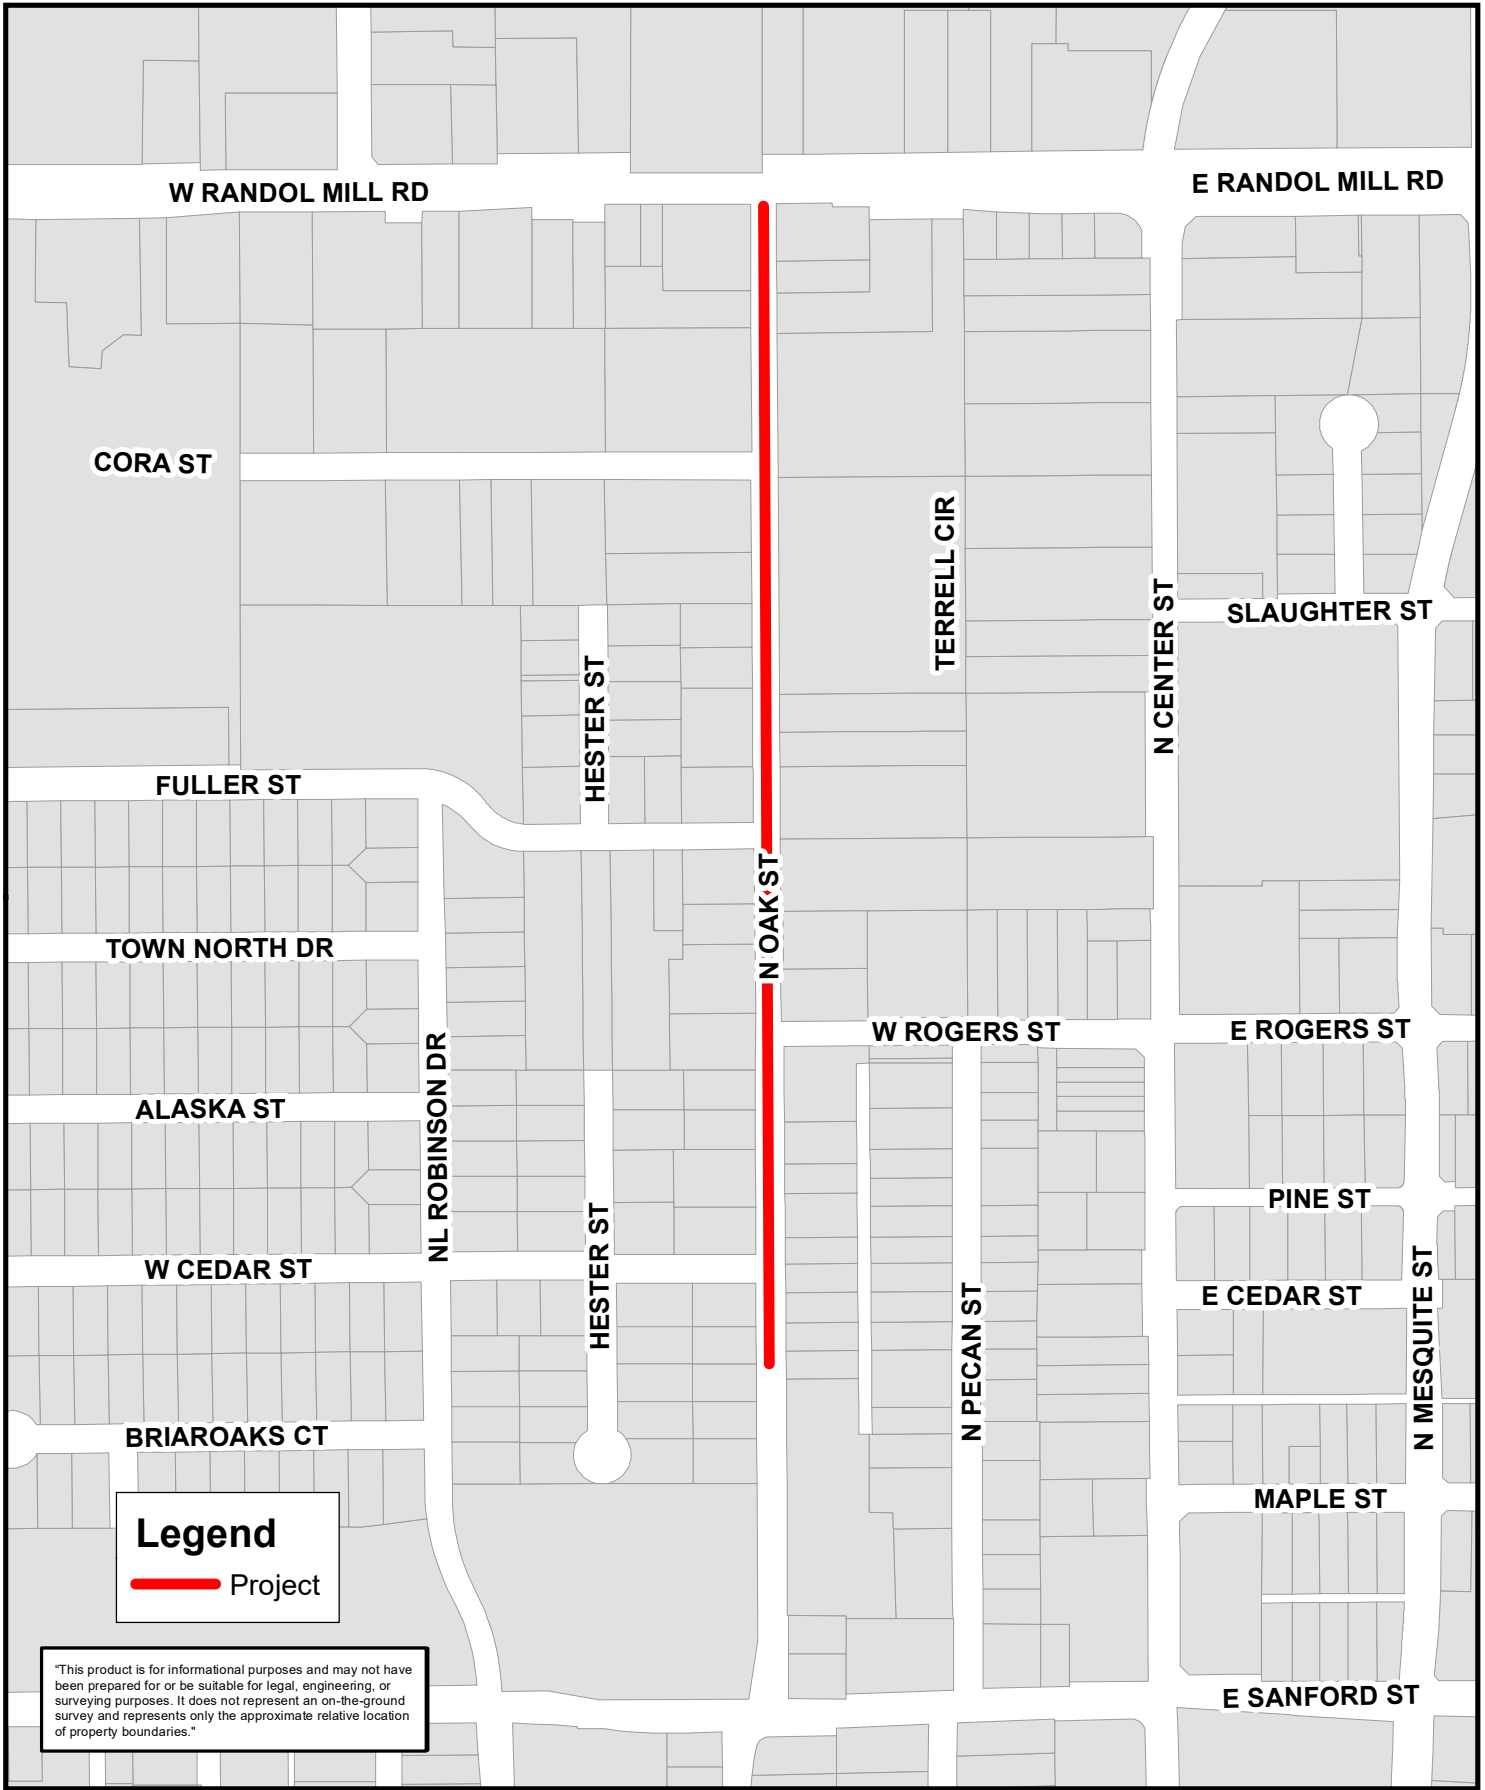 W RANDOL MILL RD
E RANDOL MILL RD
CORA ST
TERRELL CIR
N CENTER ST
SLAUGHTER ST
HESTER ST
FULLER ST
N OAK ST
TOWN NORTH DR
W ROGERS ST
E ROGERS ST
NL ROBINSON DR
ALASKA ST
PINE ST
HESTER ST
W CEDAR ST
E CEDAR ST
N PECAN ST
N MESQUITE ST
BRIAROAKS CT
MAPLE ST
Legend
Project
"This product is for informational purposes and may not have
been prepared for or be suitable for legal, engineering, or
surveying purposes. It does not represent an on-the-ground
survey and represents only the approximate relative location
of property boundaries."
E SANFORD ST